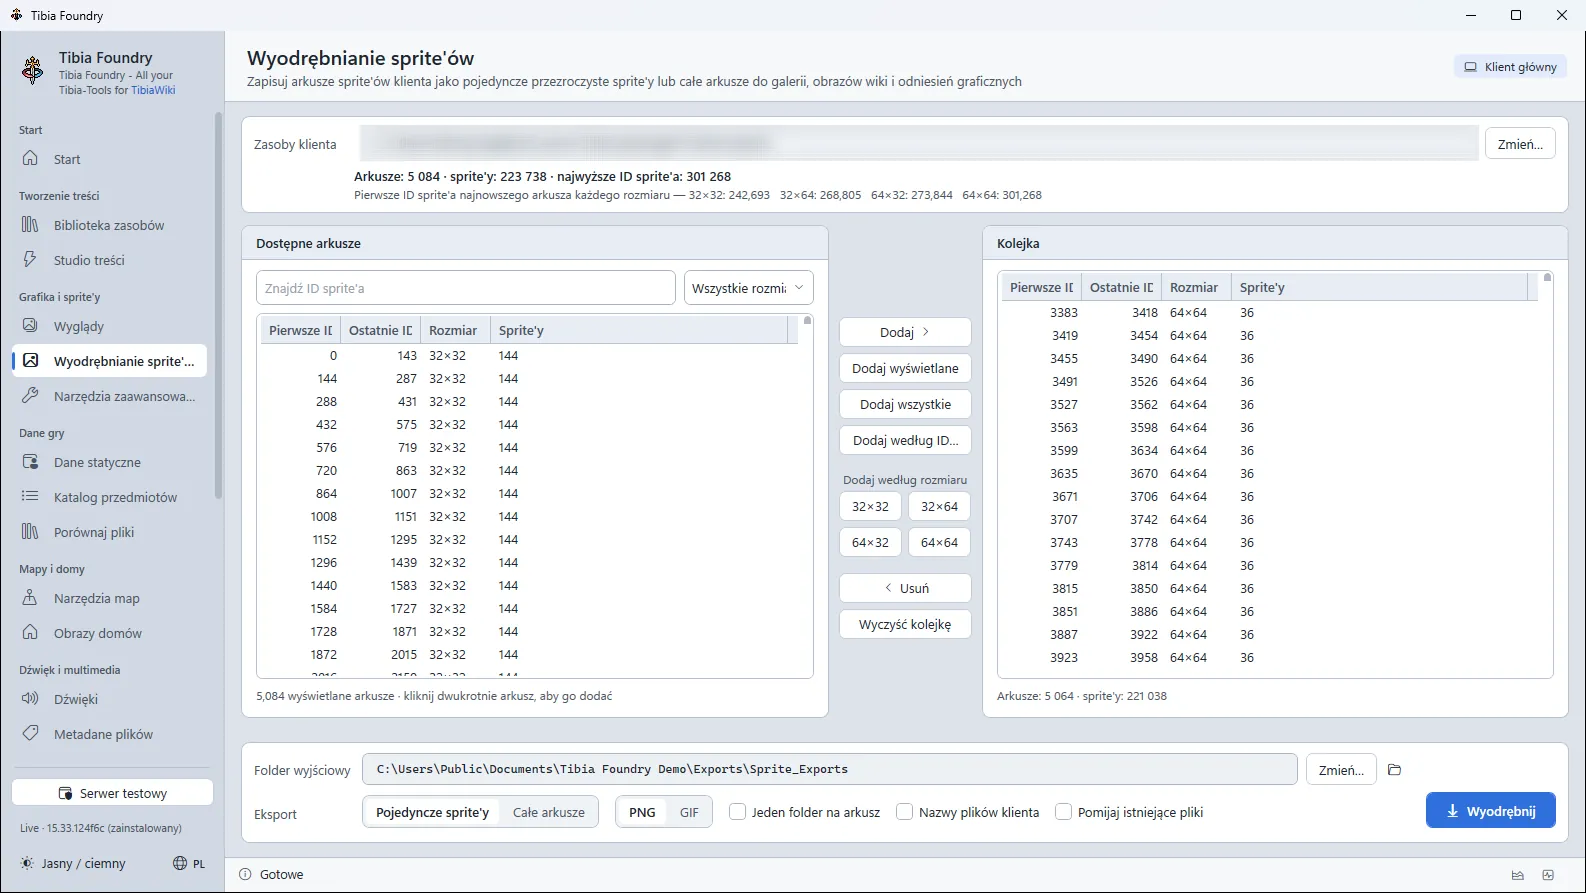 Tibia Foundry
Tibia Foundry
Tibia Foundry - All your
Tibia-Tools for TibiaWiki
Start
Start
Tworzenie treści
Biblioteka zasobów
Studio treści
Grafika i sprite'y
Wyglądy
Wyodrębnianie sprite'...
Narzędzia zaawansowa...
Dane gry
Dane statyczne
Katalog przedmiotów
Porównaj pliki
Mapy i domy
Narzędzia map
Obrazy domów
Dźwięk i multimedia
Dźwięki
Metadane plików
Serwer testowy
Live · 15.33.124f6c (zainstalowany)
Jasny / ciemny PL
Wyodrębnianie sprite'ów
Zapisuj arkusze sprite'ów klienta jako pojedyncze przezroczyste sprite'y lub całe arkusze do galerii, obrazów wiki i odniesień graficznych
Klient główny
Zasoby klienta
Zmień...
Arkusze: 5 084 · sprite'y: 223 738 · najwyższe ID sprite'a: 301 268
Pierwsze ID sprite'a najnowszego arkusza każdego rozmiaru — 32×32: 242,693 32×64: 268,805 64×32: 273,844 64×64: 301,268
Dostępne arkusze
Znajdź ID sprite'a
Wszystkie rozmia
Pierwsze ID Ostatnie ID Rozmiar Sprite'y
0 143 32×32 144
144 287 32×32 144
288 431 32×32 144
432 575 32×32 144
576 719 32×32 144
720 863 32×32 144
864 1007 32×32 144
1008 1151 32×32 144
1152 1295 32×32 144
1296 1439 32×32 144
1440 1583 32×32 144
1584 1727 32×32 144
1728 1871 32×32 144
1872 2015 32×32 144
2016 2159 32×32 144
5,084 wyświetlane arkusze · kliknij dwukrotnie arkusz, aby go dodać
Dodaj
Dodaj wyświetlane
Dodaj wszystkie
Dodaj według ID...
Dodaj według rozmiaru
32×32 32×64
64×32 64×64
Usuń
Wyczyść kolejkę
Kolejka
Pierwsze ID Ostatnie ID Rozmiar Sprite'y
3383 3418 64×64 36
3419 3454 64×64 36
3455 3490 64×64 36
3491 3526 64×64 36
3527 3562 64×64 36
3563 3598 64×64 36
3599 3634 64×64 36
3635 3670 64×64 36
3671 3706 64×64 36
3707 3742 64×64 36
3743 3778 64×64 36
3779 3814 64×64 36
3815 3850 64×64 36
3851 3886 64×64 36
3887 3922 64×64 36
3923 3958 64×64 36
Arkusze: 5 064 · sprite'y: 221 038
Folder wyjściowy
C:\Users\Public\Documents\Tibia Foundry Demo\Exports\Sprite_Exports
Zmień...
Eksport
Pojedyncze sprite'y Całe arkusze
PNG GIF
Jeden folder na arkusz
Nazwy plików klienta
Pomijaj istniejące pliki
Wyodrębnij
Gotowe